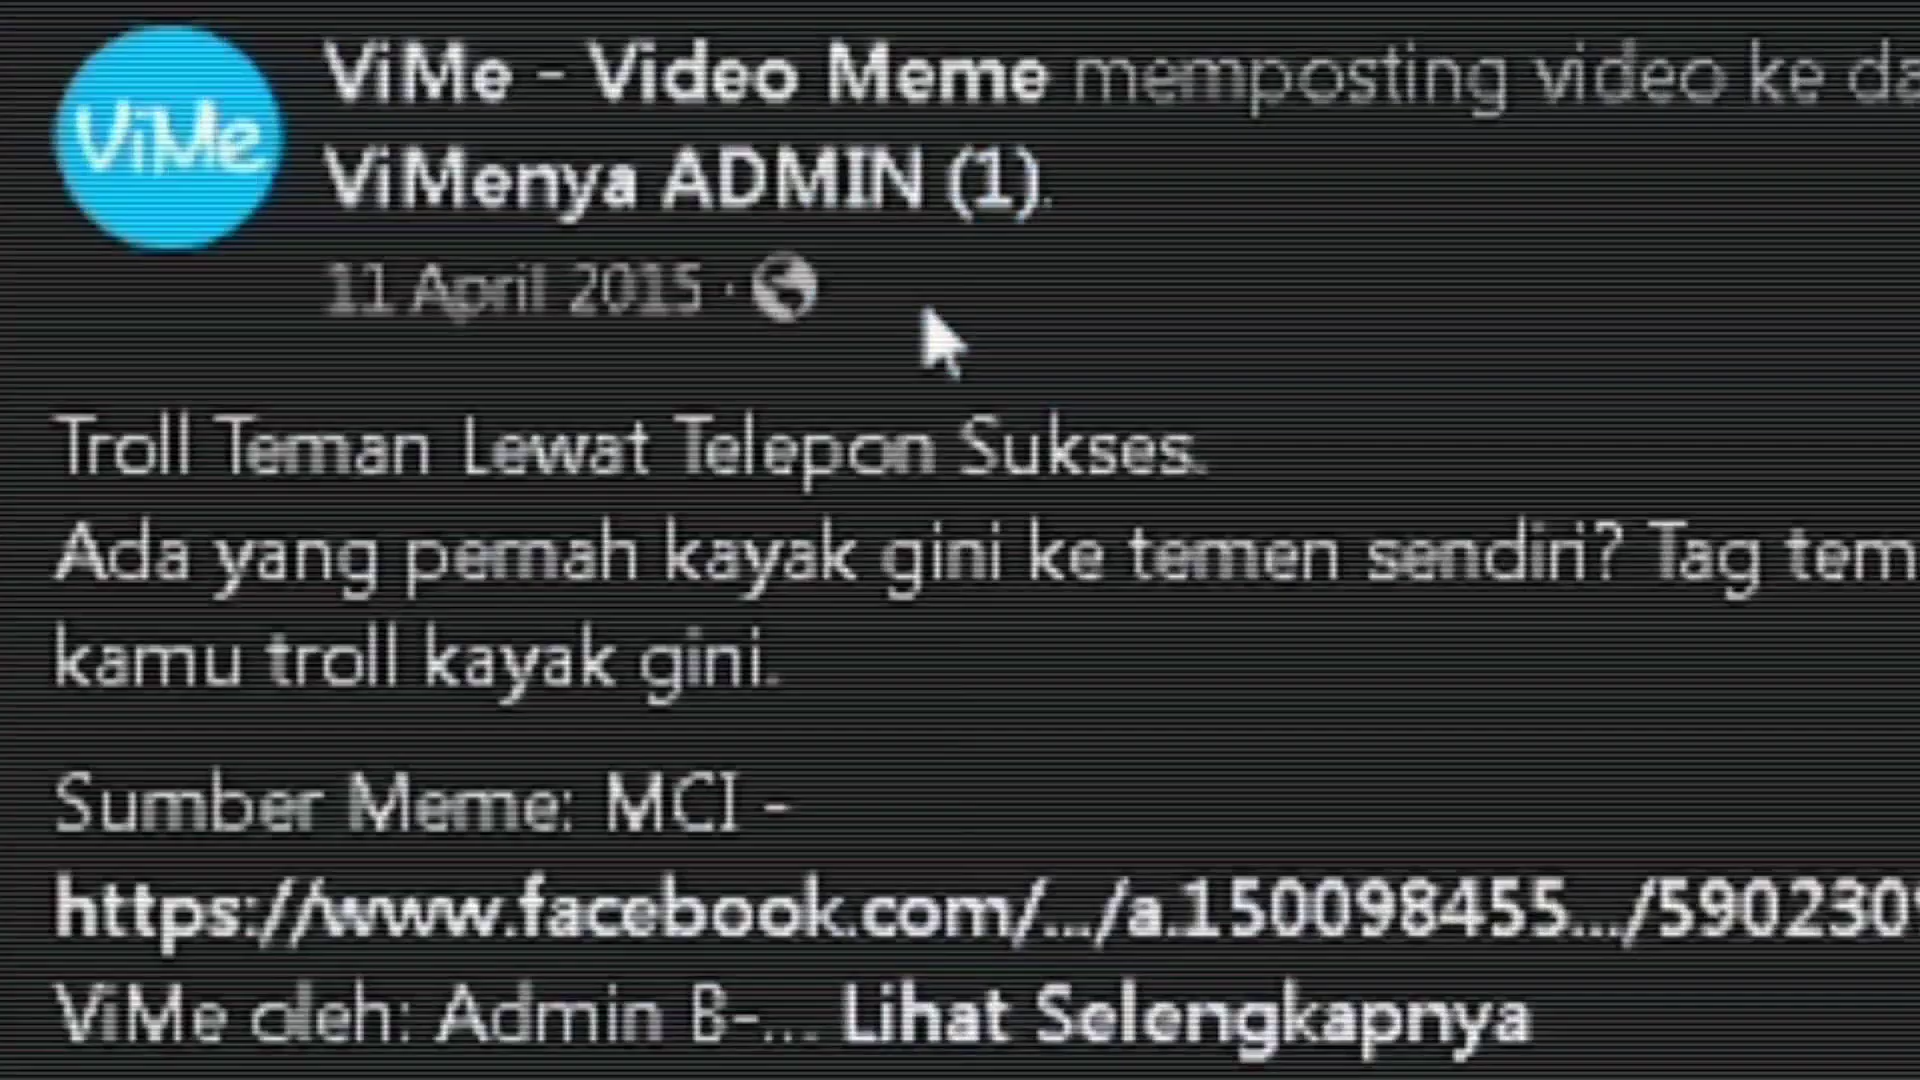 ViMe
ViMe - Video Meme memposting video ke
ViMenya ADMIN (1).
11 April 2015 ·
Troll Teman Lewat Telepon Sukses.
Ada yang pernah kayak gini ke temen sendiri? Tag
kamu troll kayak gini.
Sumber Meme: MCI -
https://www.facebook.com/.../a.150098455.../590230
ViMe oleh: Admin B-... Lihat Selengkapnya